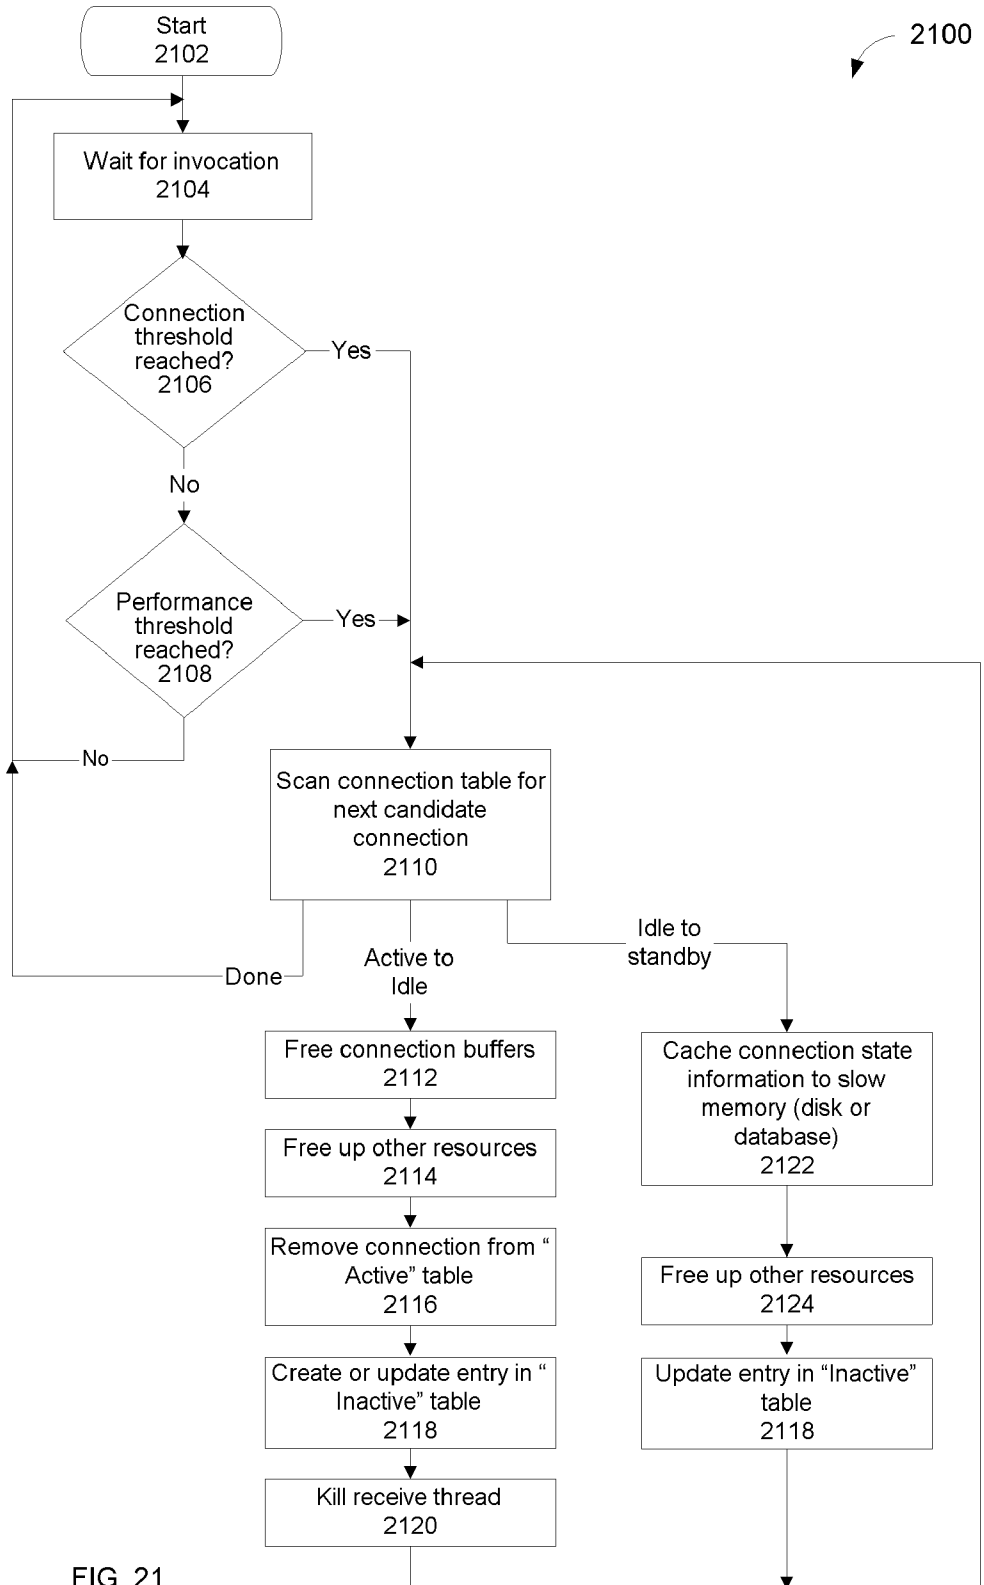 Start
2102
2100
Wait for invocation
2104
Connection
threshold
reached?
2106
Yes
No
Performance
threshold
reached?
2108
Yes
No
Scan connection table for
next candidate
connection
2110
Done
Active to
Idle
Idle to
standby
Free connection buffers
2112
Free up other resources
2114
Remove connection from “
Active” table
2116
Create or update entry in “
Inactive” table
2118
Kill receive thread
2120
Cache connection state
information to slow
memory (disk or
database)
2122
Free up other resources
2124
Update entry in “Inactive”
table
2118
FIG. 21